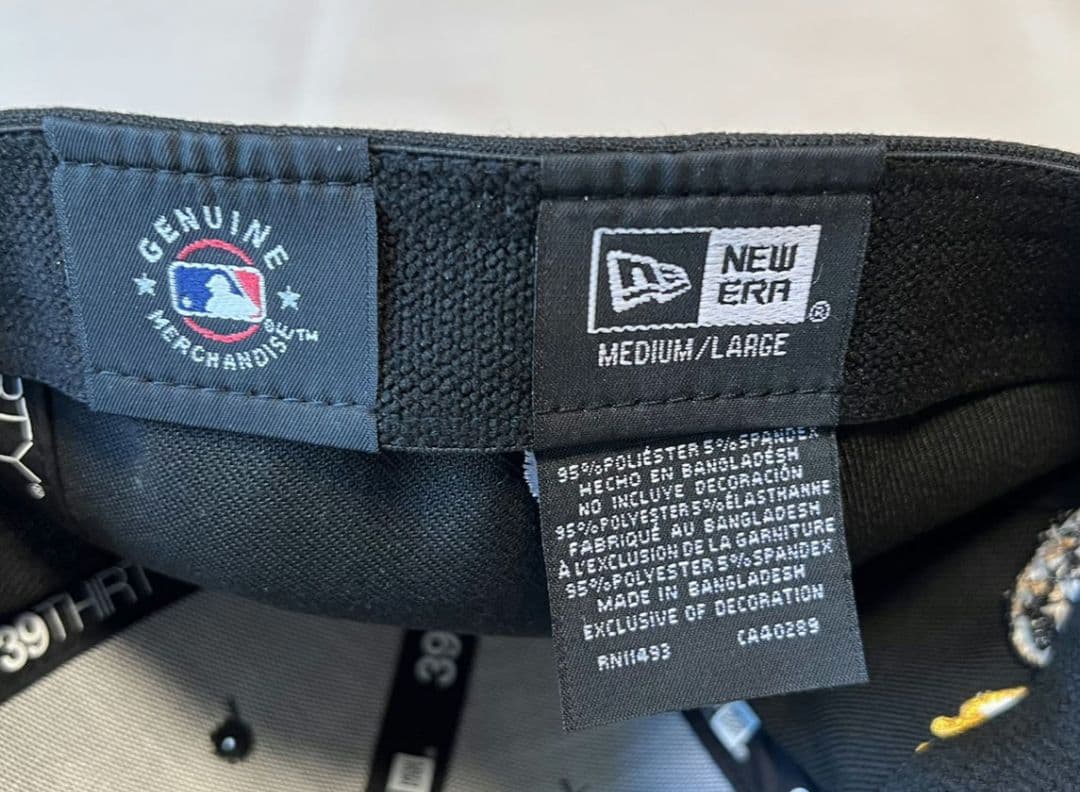 GENUINE
MERCHANDISE™
NEW
ERA®
MEDIUM/LARGE
95%POLIÉSTER 5%SPANDEX
HECHO EN BANGLADÉSH
NO INCLUYE DECORACIÓN
95%POLYESTER 5%ÉLASTHANNE
FABRIQUÉ AU BANGLADESH
À L'EXCLUSION DE LA GARNITURE
95%POLYESTER 5%SPANDEX
MADE IN BANGLADESH
EXCLUSIVE OF DECORATION
RN11493 CA40289
39THIRT
39